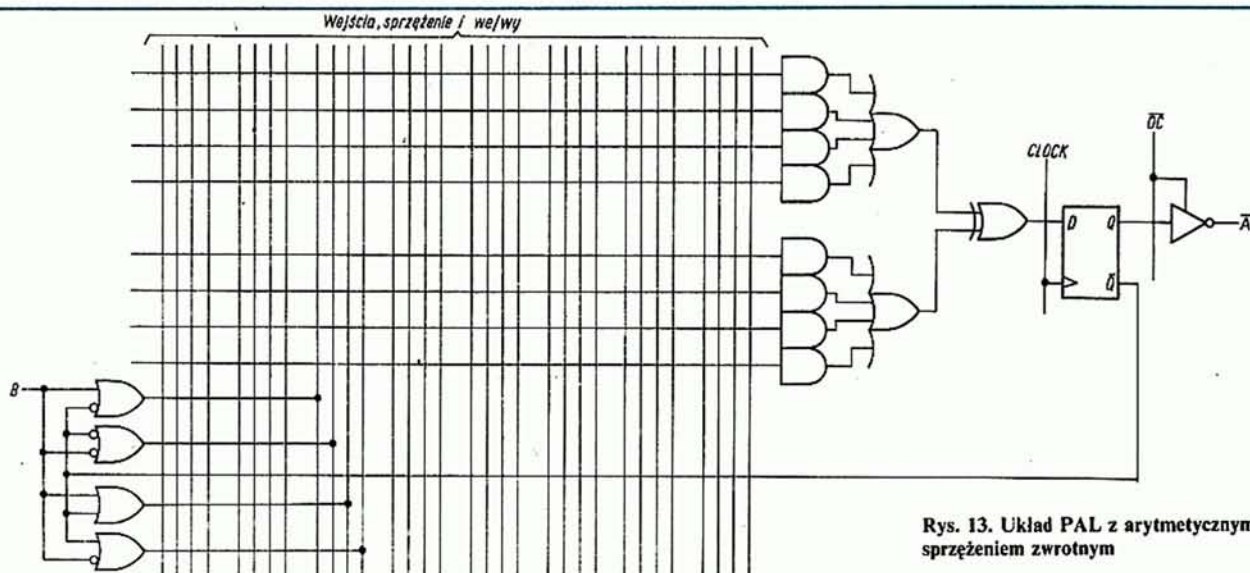 Wejścia, sprzężenie i we/wy
OC
CLOCK
D Q
A
Q
B
Rys. 13. Układ PAL z arytmetycznym
sprzężeniem zwrotnym